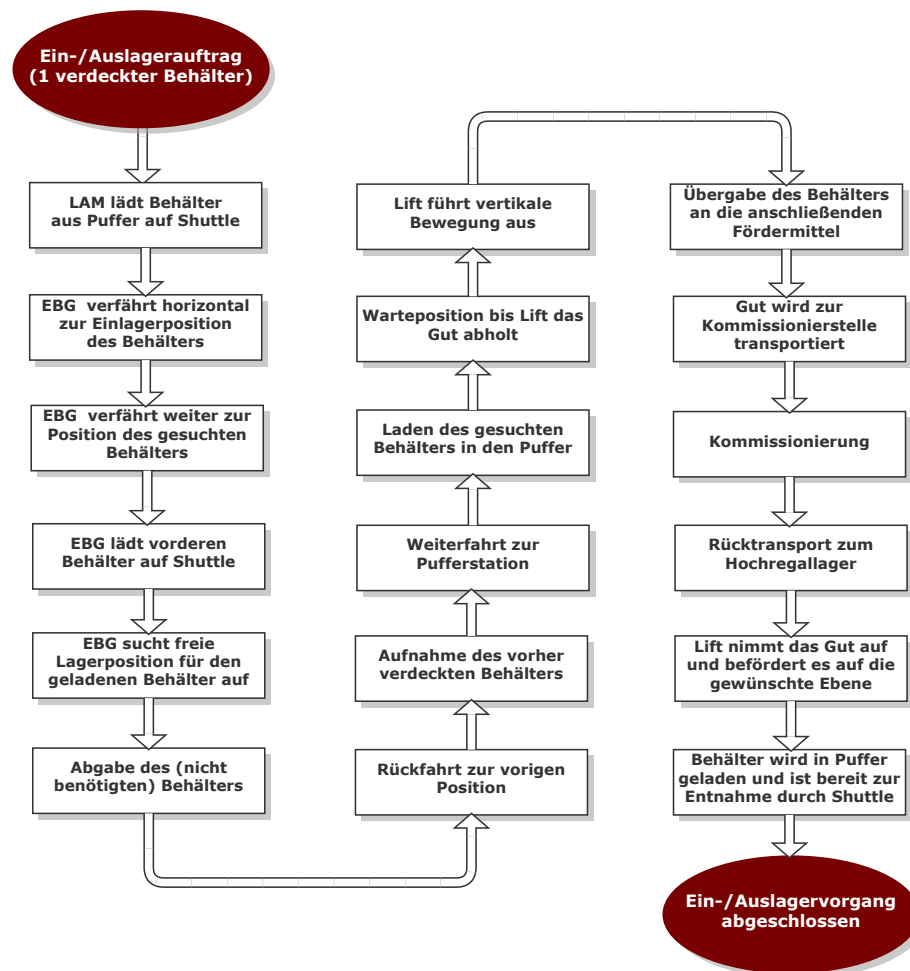 Ein-/Auslagerauftrag
(1 verdeckter Behälter)
LAM lädt Behälter
aus Puffer auf Shuttle
EBG verfährt horizontal
zur Einlagerposition
des Behälters
EBG verfährt weiter zur
Position des gesuchten
Behälters
EBG lädt vorderen
Behälter auf Shuttle
EBG sucht freie
Lagerposition für den
geladenen Behälter auf
Abgabe des (nicht
benötigten) Behälters
Rückfahrt zur vorigen
Position
Aufnahme des vorher
verdeckten Behälters
Weiterfahrt zur
Pufferstation
Laden des gesuchten
Behälters in den Puffer
Warteposition bis Lift das
Gut abholt
Lift führt vertikale
Bewegung aus
Übergabe des Behälters
an die anschließenden
Fördermittel
Gut wird zur
Kommissionierstelle
transportiert
Kommissionierung
Rücktransport zum
Hochregallager
Lift nimmt das Gut auf
und befördert es auf die
gewünschte Ebene
Behälter wird in Puffer
geladen und ist bereit zur
Entnahme durch Shuttle
Ein-/Auslagervorgang
abgeschlossen